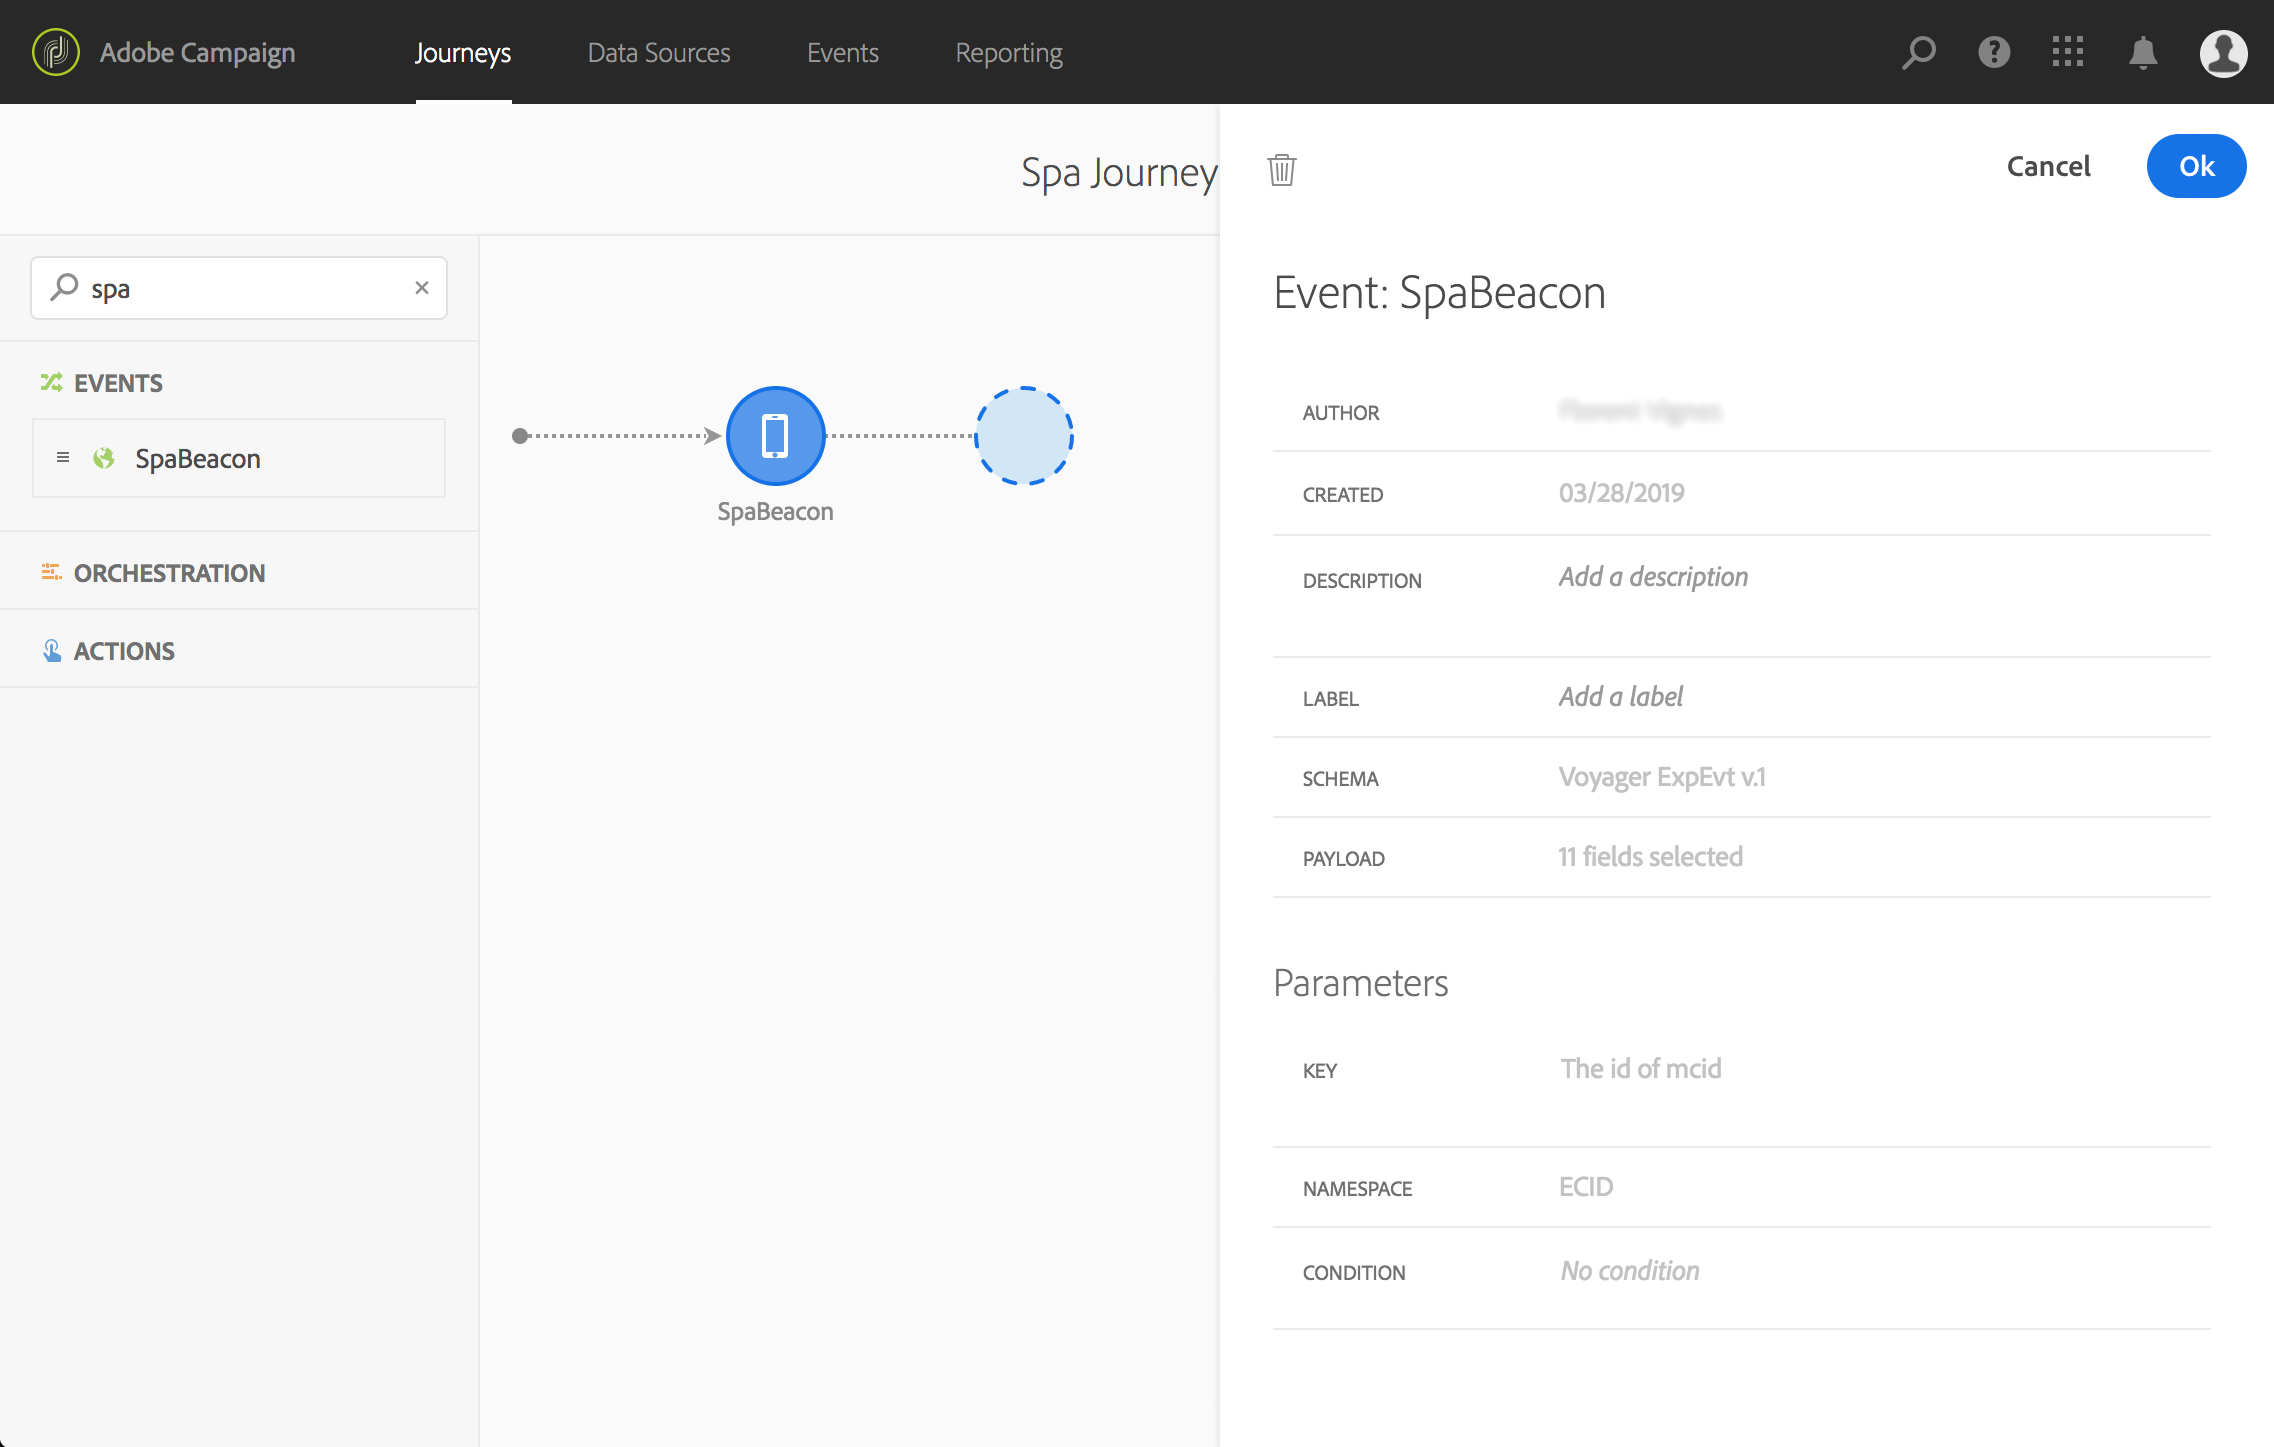 Adobe Campaign Journeys Data Sources Events Reporting
Spa Journey
Cancel Ok
spa
EVENTS
SpaBeacon
ORCHESTRATION
ACTIONS
SpaBeacon
Event: SpaBeacon
AUTHOR
CREATED 03/28/2019
DESCRIPTION Add a description
LABEL Add a label
SCHEMA Voyager ExpEvt v.1
PAYLOAD 11 fields selected
Parameters
KEY The id of mcid
NAMESPACE ECID
CONDITION No condition